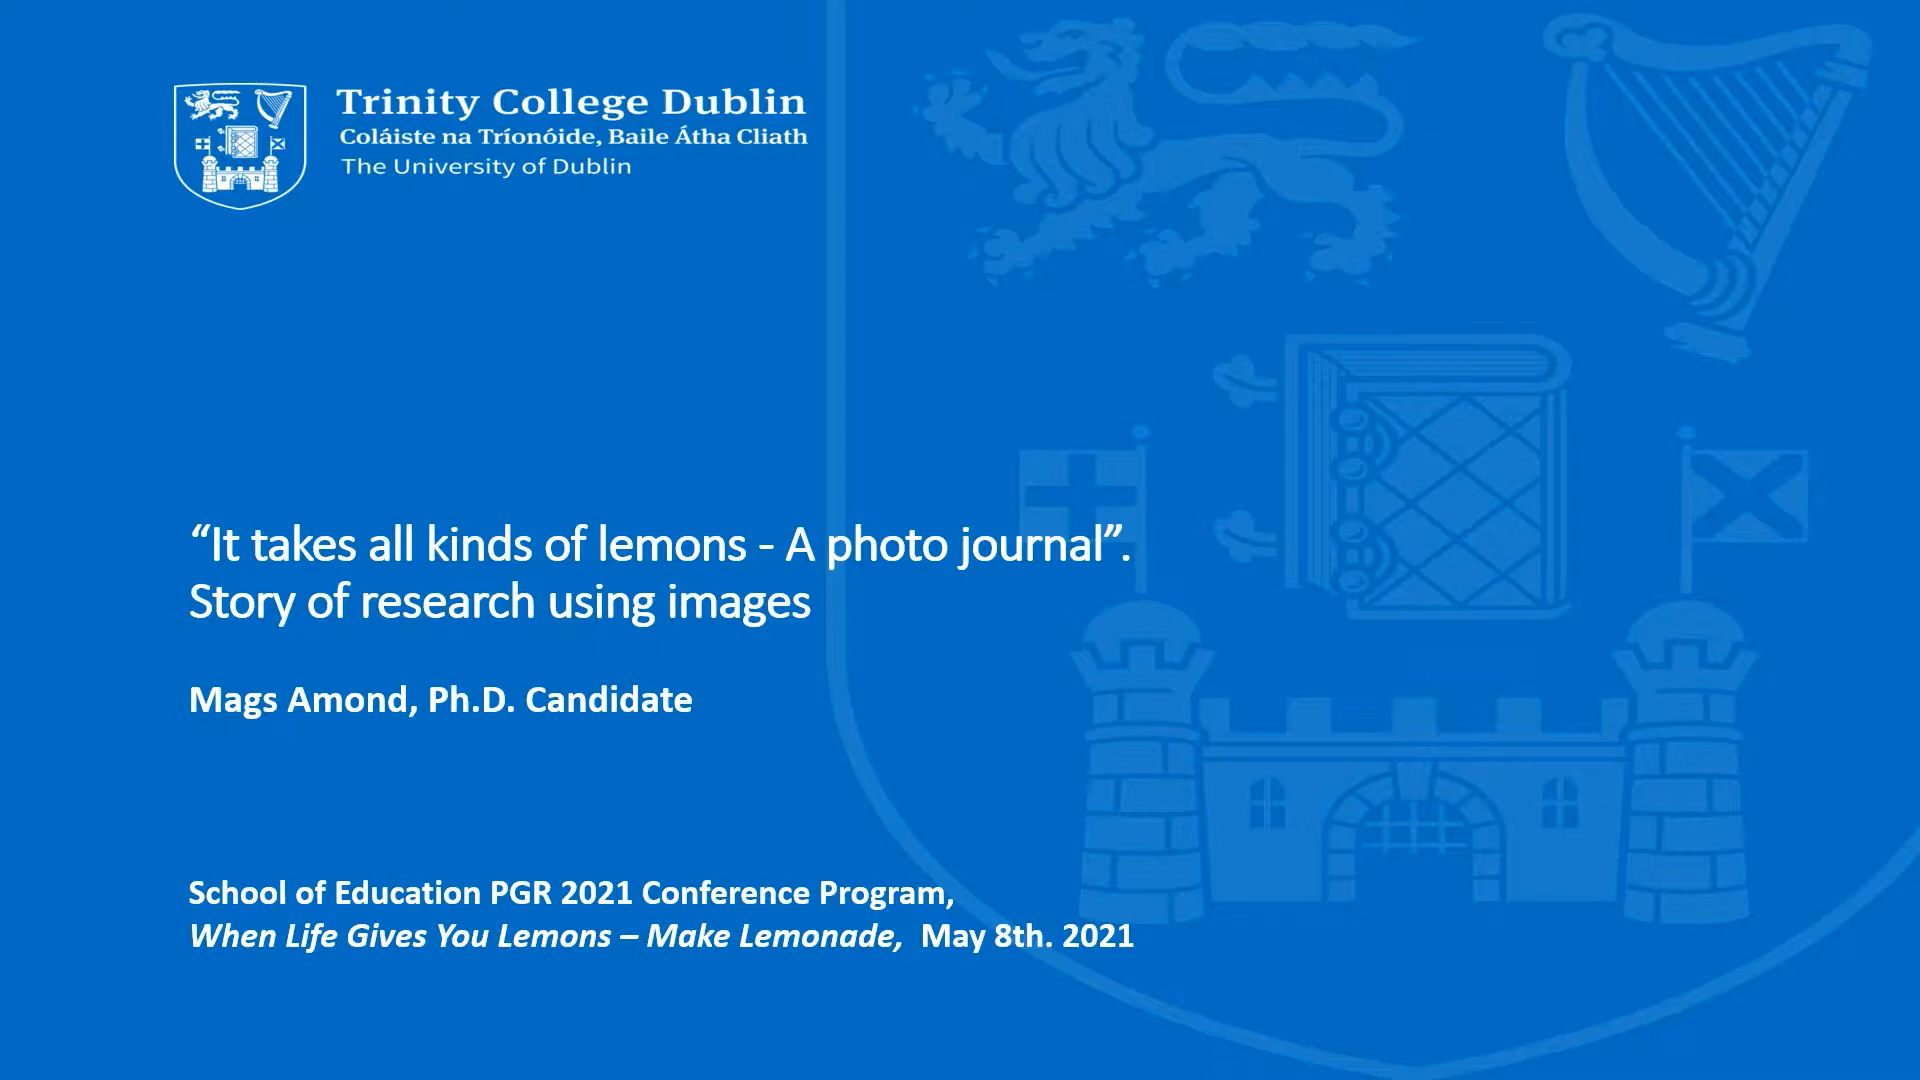 Trinity College Dublin
Coláiste na Tríonóide, Baile Átha Cliath
The University of Dublin
“It takes all kinds of lemons - A photo journal”.
Story of research using images
Mags Amond, Ph.D. Candidate
School of Education PGR 2021 Conference Program,
When Life Gives You Lemons – Make Lemonade, May 8th. 2021